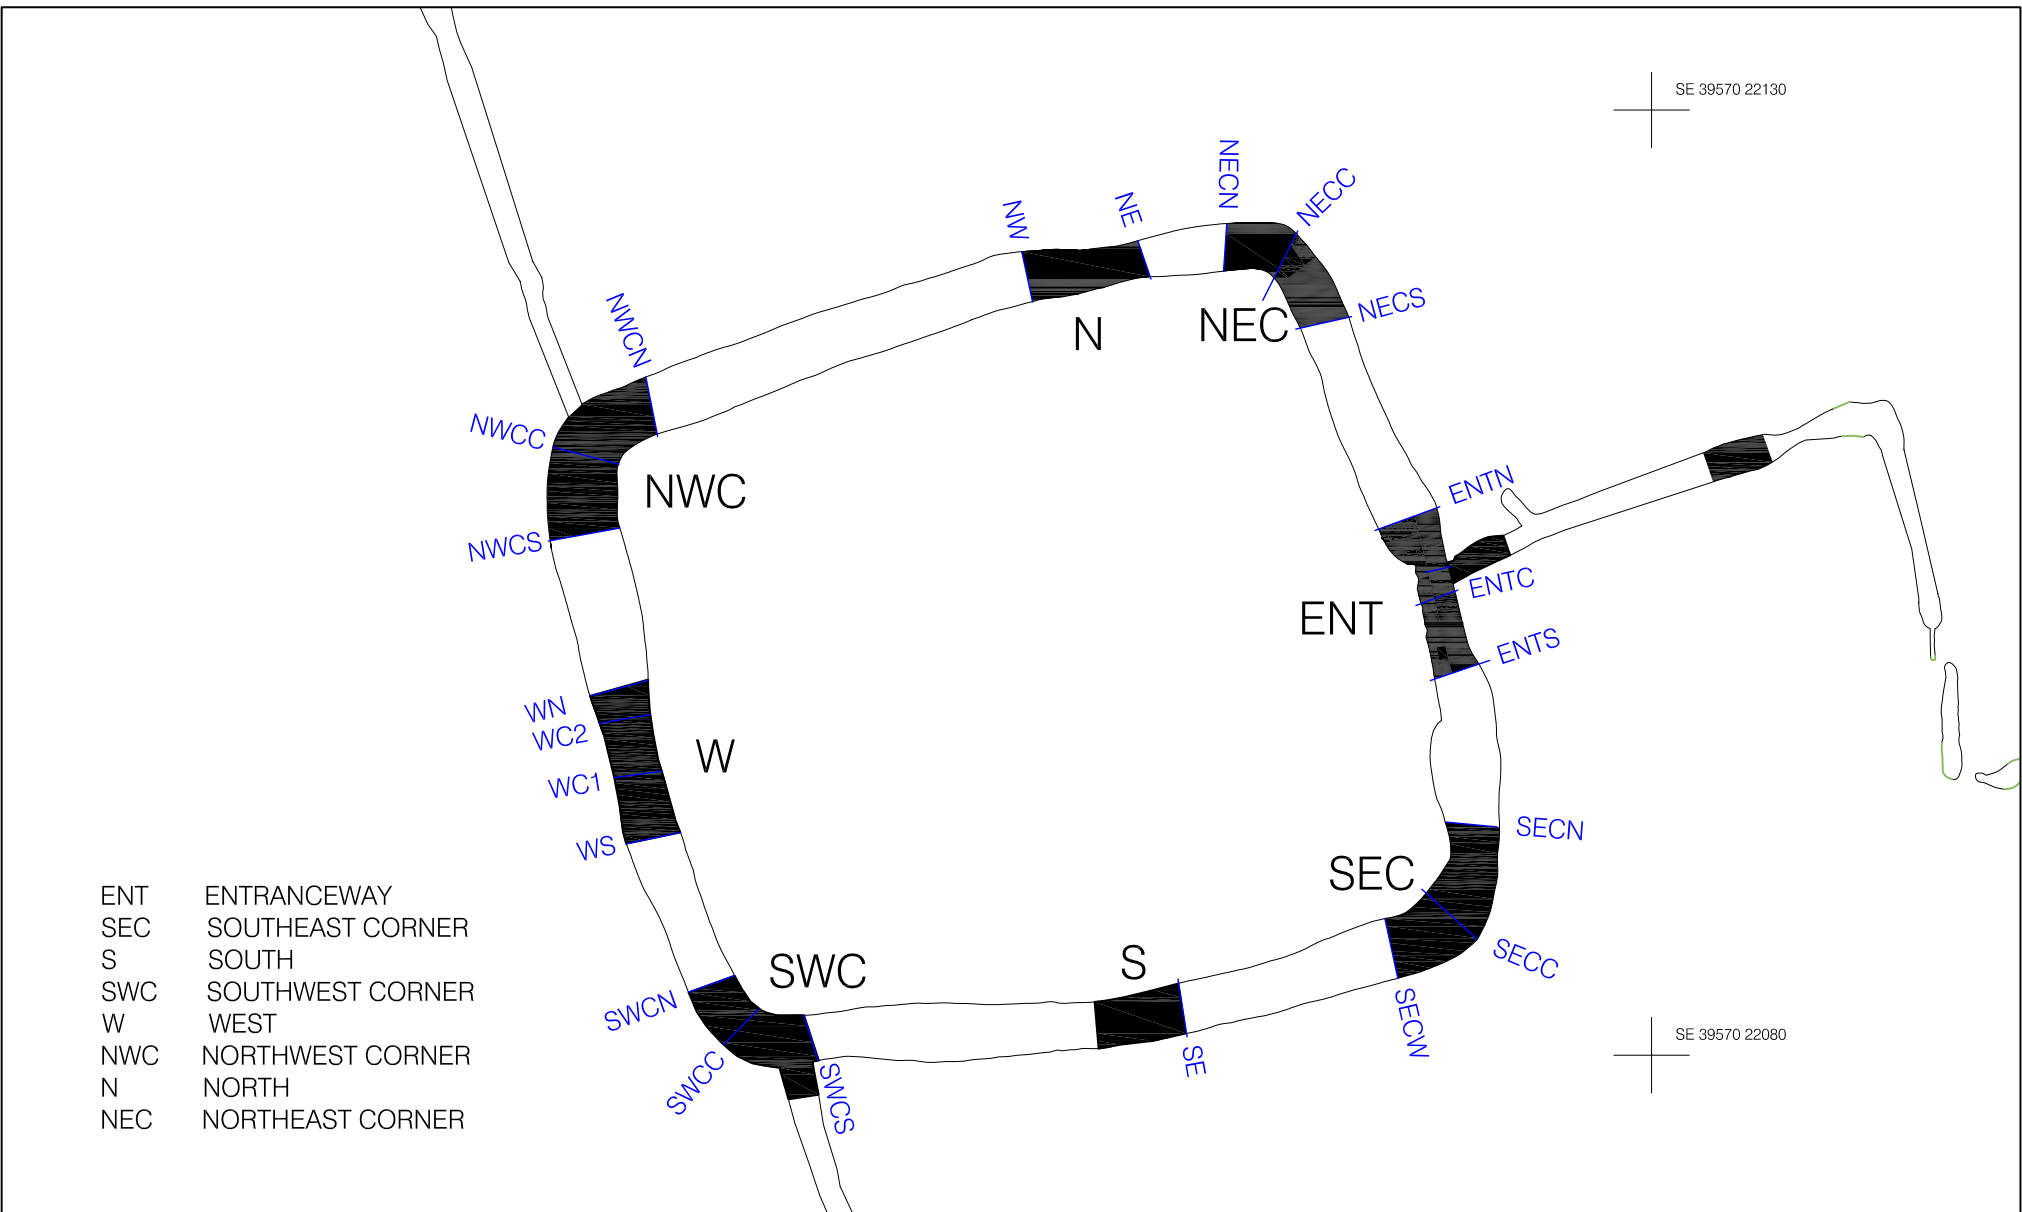 SE 39570 22130
NECN
NECC
NE
NW
NECS
N
NEC
NWCN
NWCC
NWC
NWCS
ENTN
ENTC
ENT
ENTS
WN
WC2
W
WC1
WS
SECN
SEC
SECC
SECW
S
SE
SWC
SWCN
SWCC
SWCS
SE 39570 22080
ENT ENTRANCEWAY
SEC SOUTHEAST CORNER
S SOUTH
SWC SOUTHWEST CORNER
W WEST
NWC NORTHWEST CORNER
N NORTH
NEC NORTHEAST CORNER